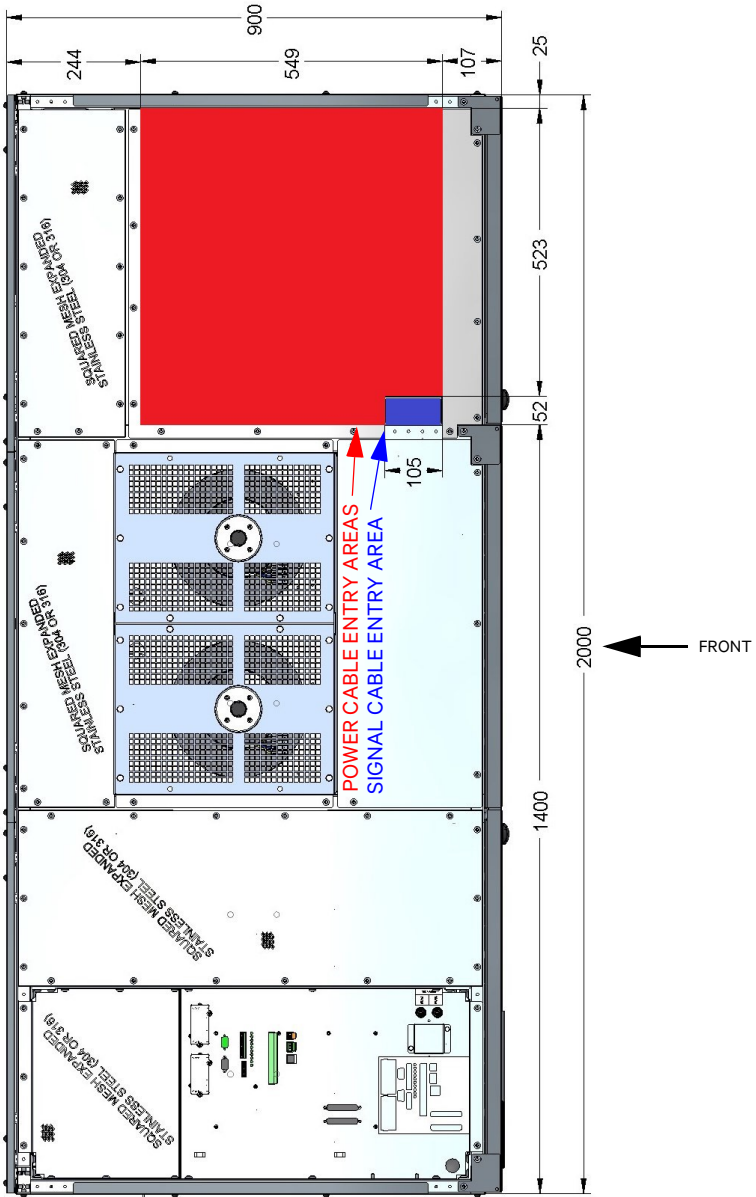 900
244
549
107
25
SQUARED MESH EXPANDED
STAINLESS STEEL (304 OR 316)
523
52
105
SQUARED MESH EXPANDED
STAINLESS STEEL (304 OR 316)
POWER CABLE ENTRY AREAS
SIGNAL CABLE ENTRY AREA
2000
FRONT
1400
SQUARED MESH EXPANDED
STAINLESS STEEL (304 OR 316)
SQUARED MESH EXPANDED
STAINLESS STEEL (304 OR 316)